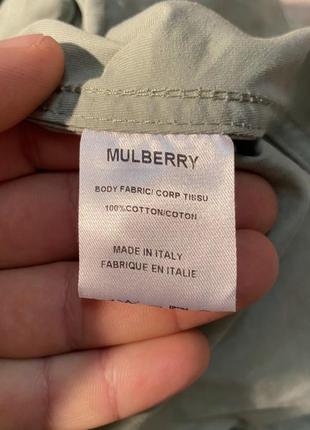 MULBERRY
BODY FABRIC/ CORP TISSU
100%COTTON/COTON
MADE IN ITALY
FABRIQUE EN ITALIE